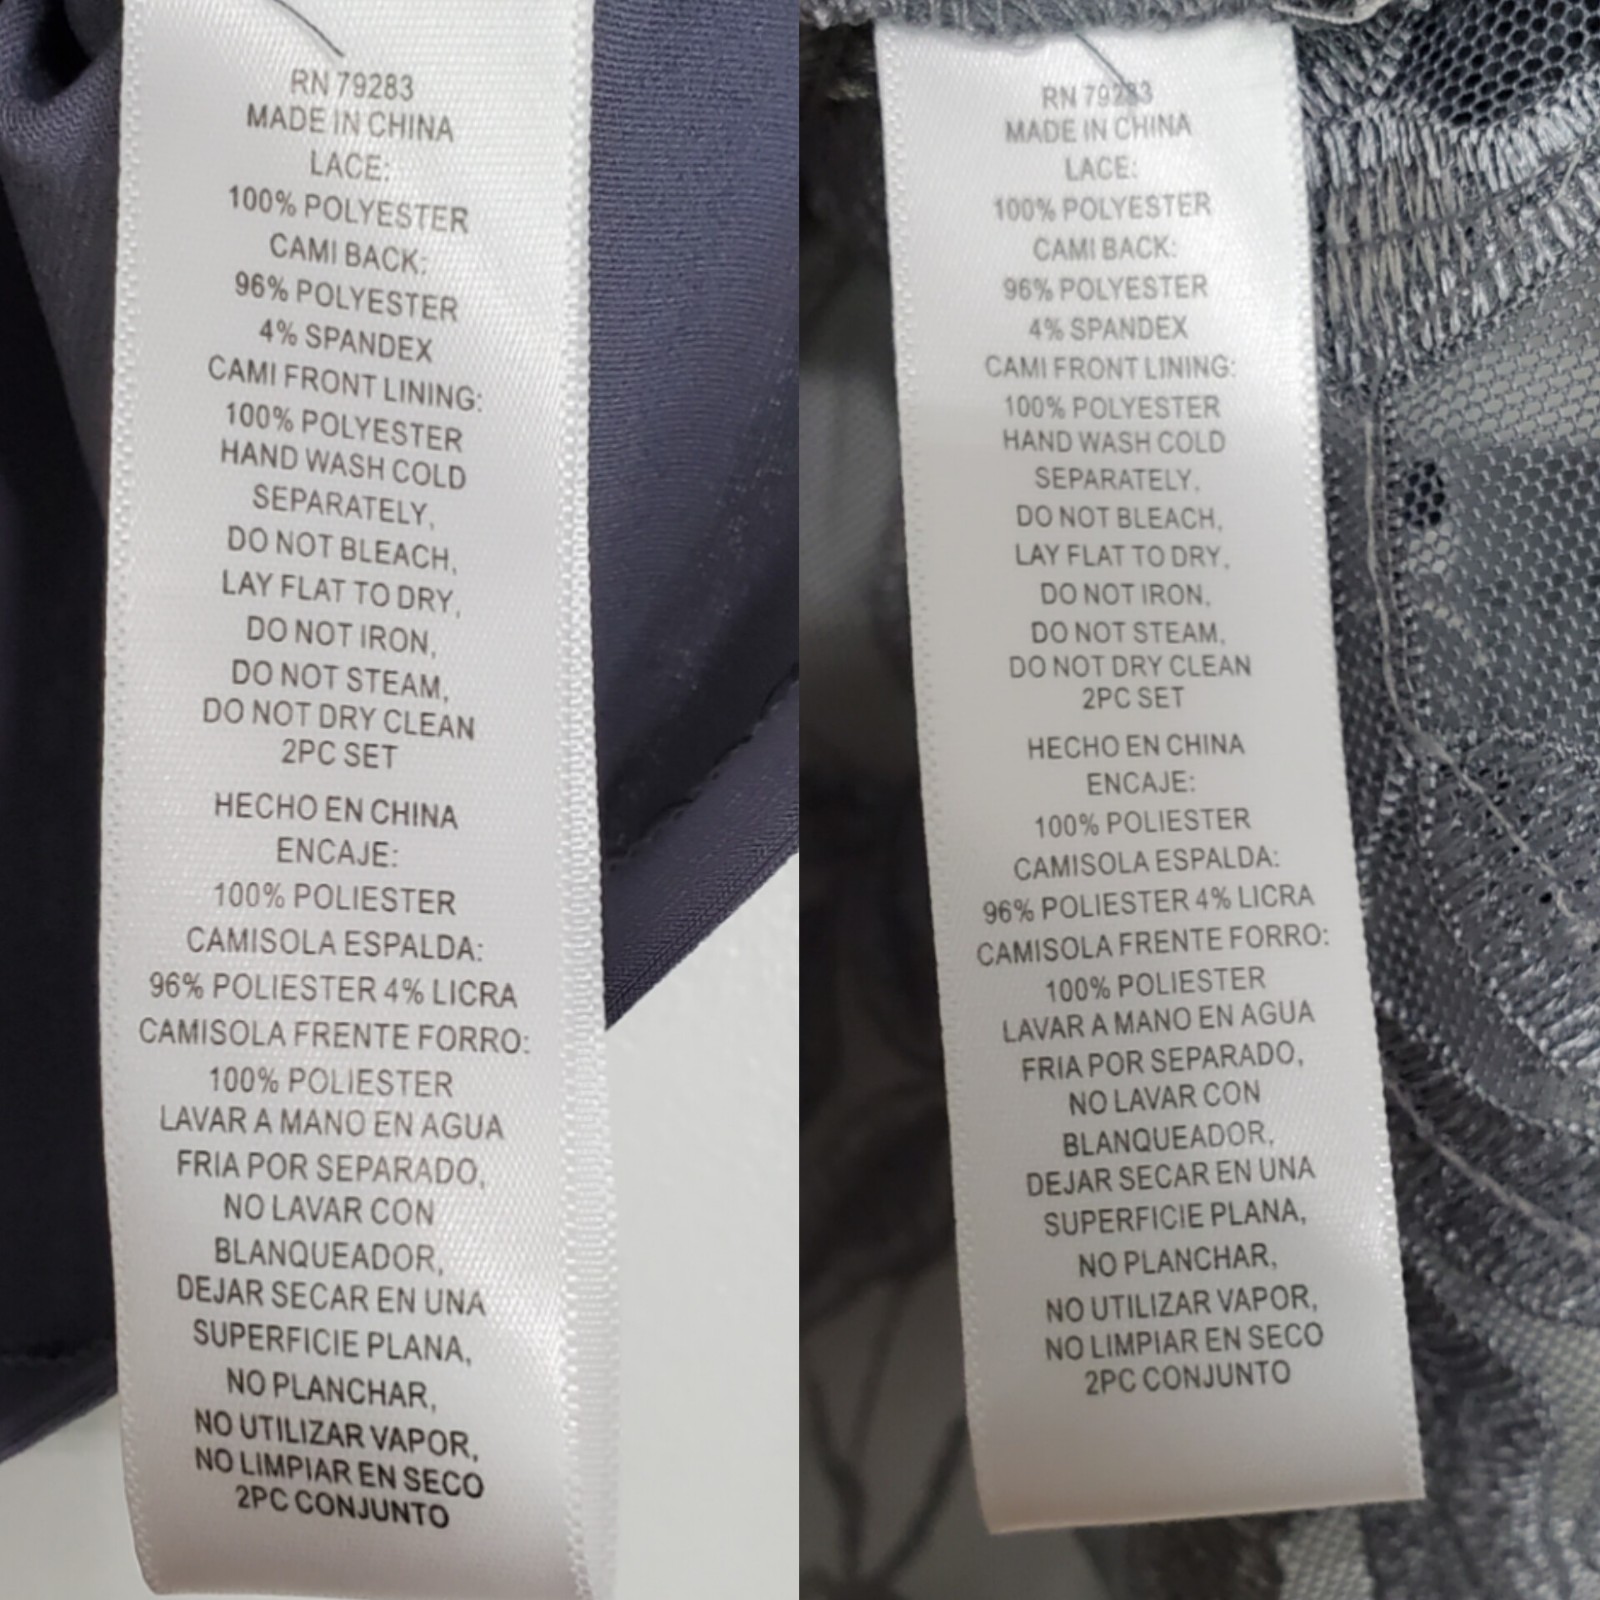 RN 79283
MADE IN CHINA
LACE:
100% POLYESTER
CAMI BACK:
96% POLYESTER
4% SPANDEX
CAMI FRONT LINING:
100% POLYESTER
HAND WASH COLD
SEPARATELY,
DO NOT BLEACH,
LAY FLAT TO DRY,
DO NOT IRON,
DO NOT STEAM,
DO NOT DRY CLEAN
2PC SET
HECHO EN CHINA
ENCAJE:
100% POLIESTER
CAMISOLA ESPALDA:
96% POLIESTER 4% LICRA
CAMISOLA FRENTE FORRO:
100% POLIESTER
LAVAR A MANO EN AGUA
FRIA POR SEPARADO,
NO LAVAR CON
BLANQUEADOR,
DEJAR SECAR EN UNA
SUPERFICIE PLANA,
NO PLANCHAR,
NO UTILIZAR VAPOR,
NO LIMPIAR EN SECO
2PC CONJUNTO
RN 79283
MADE IN CHINA
LACE:
100% POLYESTER
CAMI BACK:
96% POLYESTER
4% SPANDEX
CAMI FRONT LINING:
100% POLYESTER
HAND WASH COLD
SEPARATELY,
DO NOT BLEACH,
LAY FLAT TO DRY,
DO NOT IRON,
DO NOT STEAM,
DO NOT DRY CLEAN
2PC SET
HECHO EN CHINA
ENCAJE:
100% POLIESTER
CAMISOLA ESPALDA:
96% POLIESTER 4% LICRA
CAMISOLA FRENTE FORRO:
100% POLIESTER
LAVAR A MANO EN AGUA
FRIA POR SEPARADO,
NO LAVAR CON
BLANQUEADOR,
DEJAR SECAR EN UNA
SUPERFICIE PLANA,
NO PLANCHAR,
NO UTILIZAR VAPOR,
NO LIMPIAR EN SECO
2PC CONJUNTO